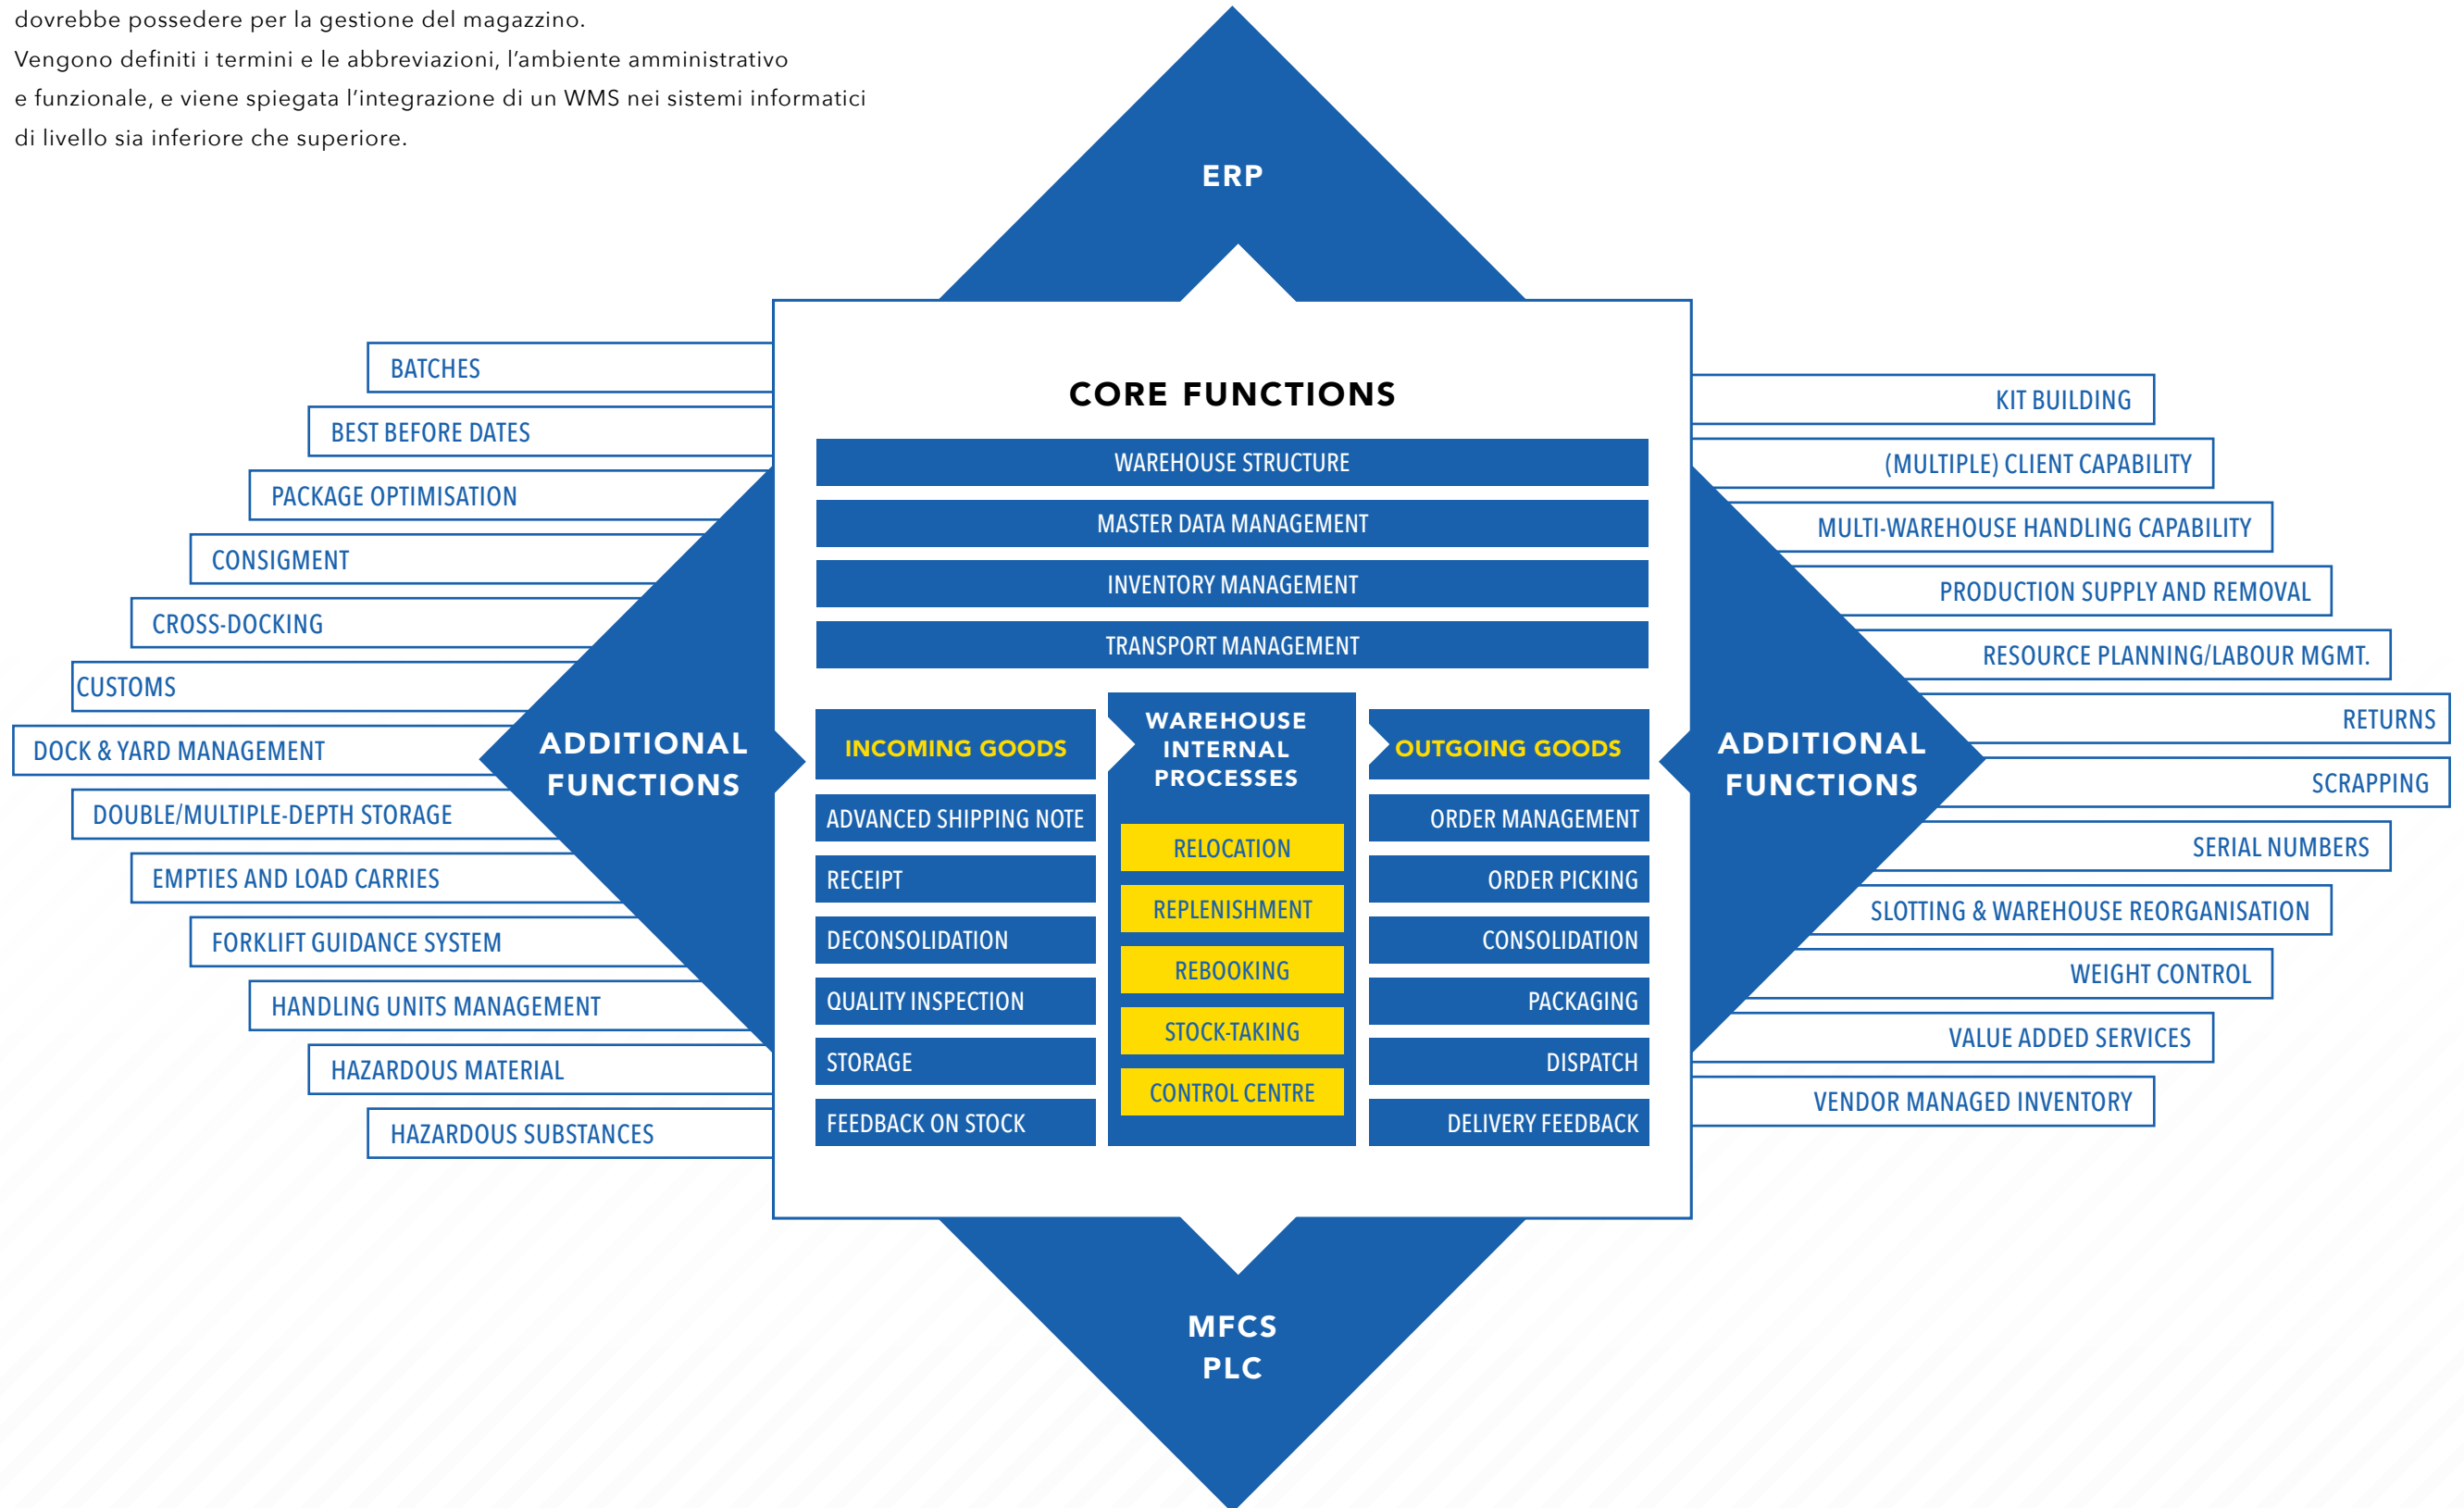 dovrebbe possedere per la gestione del magazzino.
Vengono definiti i termini e le abbreviazioni, l'ambiente amministrativo
e funzionale, e viene spiegata l'integrazione di un WMS nei sistemi informatici
di livello sia inferiore che superiore.
ERP
BATCHES
BEST BEFORE DATES
PACKAGE OPTIMISATION
CONSIGMENT
CROSS-DOCKING
CUSTOMS
DOCK & YARD MANAGEMENT
DOUBLE/MULTIPLE-DEPTH STORAGE
EMPTIES AND LOAD CARRIES
FORKLIFT GUIDANCE SYSTEM
HANDLING UNITS MANAGEMENT
HAZARDOUS MATERIAL
HAZARDOUS SUBSTANCES
ADDITIONAL
FUNCTIONS
CORE FUNCTIONS
WAREHOUSE STRUCTURE
MASTER DATA MANAGEMENT
INVENTORY MANAGEMENT
TRANSPORT MANAGEMENT
INCOMING GOODS
ADVANCED SHIPPING NOTE
RECEIPT
DECONSOLIDATION
QUALITY INSPECTION
STORAGE
FEEDBACK ON STOCK
WAREHOUSE
INTERNAL
PROCESSES
RELOCATION
REPLENISHMENT
REBOOKING
STOCK-TAKING
CONTROL CENTRE
OUTGOING GOODS
ORDER MANAGEMENT
ORDER PICKING
CONSOLIDATION
PACKAGING
DISPATCH
DELIVERY FEEDBACK
ADDITIONAL
FUNCTIONS
KIT BUILDING
(MULTIPLE) CLIENT CAPABILITY
MULTI-WAREHOUSE HANDLING CAPABILITY
PRODUCTION SUPPLY AND REMOVAL
RESOURCE PLANNING/LABOUR MGMT.
RETURNS
SCRAPPING
SERIAL NUMBERS
SLOTTING & WAREHOUSE REORGANISATION
WEIGHT CONTROL
VALUE ADDED SERVICES
VENDOR MANAGED INVENTORY
MFCS
PLC